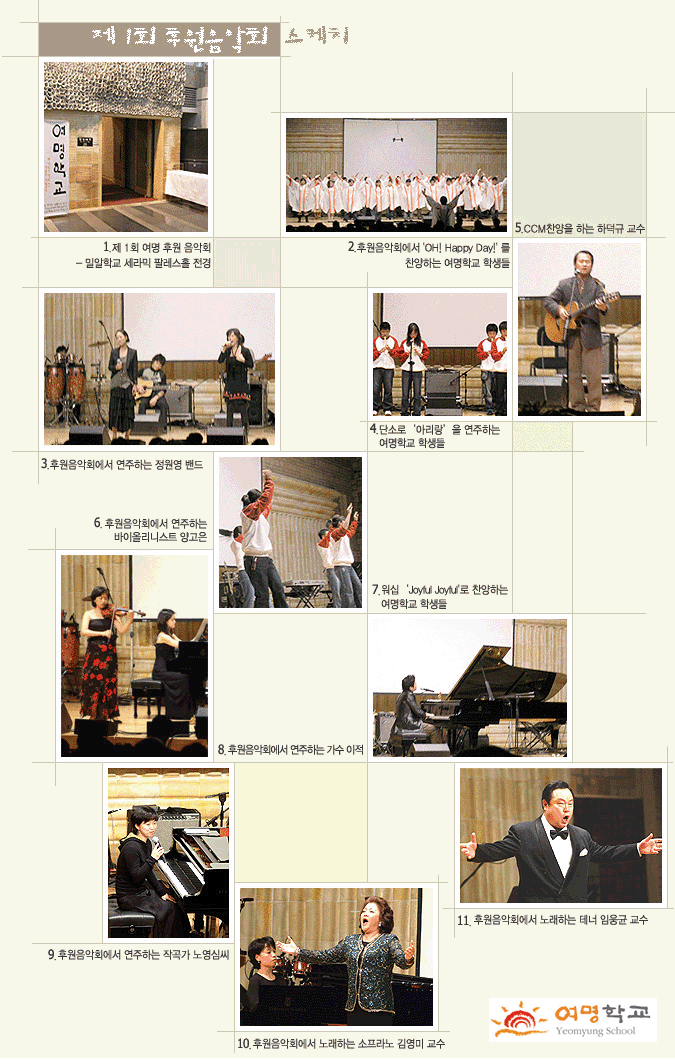 제 1회 후원음악회 스케치
1. 제 1회 여명 후원 음악회
- 밀알학교 세라믹 팔레스홀 전경
2. 후원음악회에서 'OH! Happy Day!' 를
찬양하는 여명학교 학생들
5. CCM찬양을 하는 하덕규 교수
3. 후원음악회에서 연주하는 정원영 밴드
4. 단소로 ‘아리랑’을 연주하는
여명학교 학생들
6. 후원음악회에서 연주하는
바이올리니스트 양고은
7. 워십 ‘Joyful Joyful'로 찬양하는
여명학교 학생들
8. 후원음악회에서 연주하는 가수 이적
9. 후원음악회에서 연주하는 작곡가 노영심씨
11. 후원음악회에서 노래하는 테너 임웅균 교수
10. 후원음악회에서 노래하는 소프라노 김영미 교수
여명학교
Yeomyung School